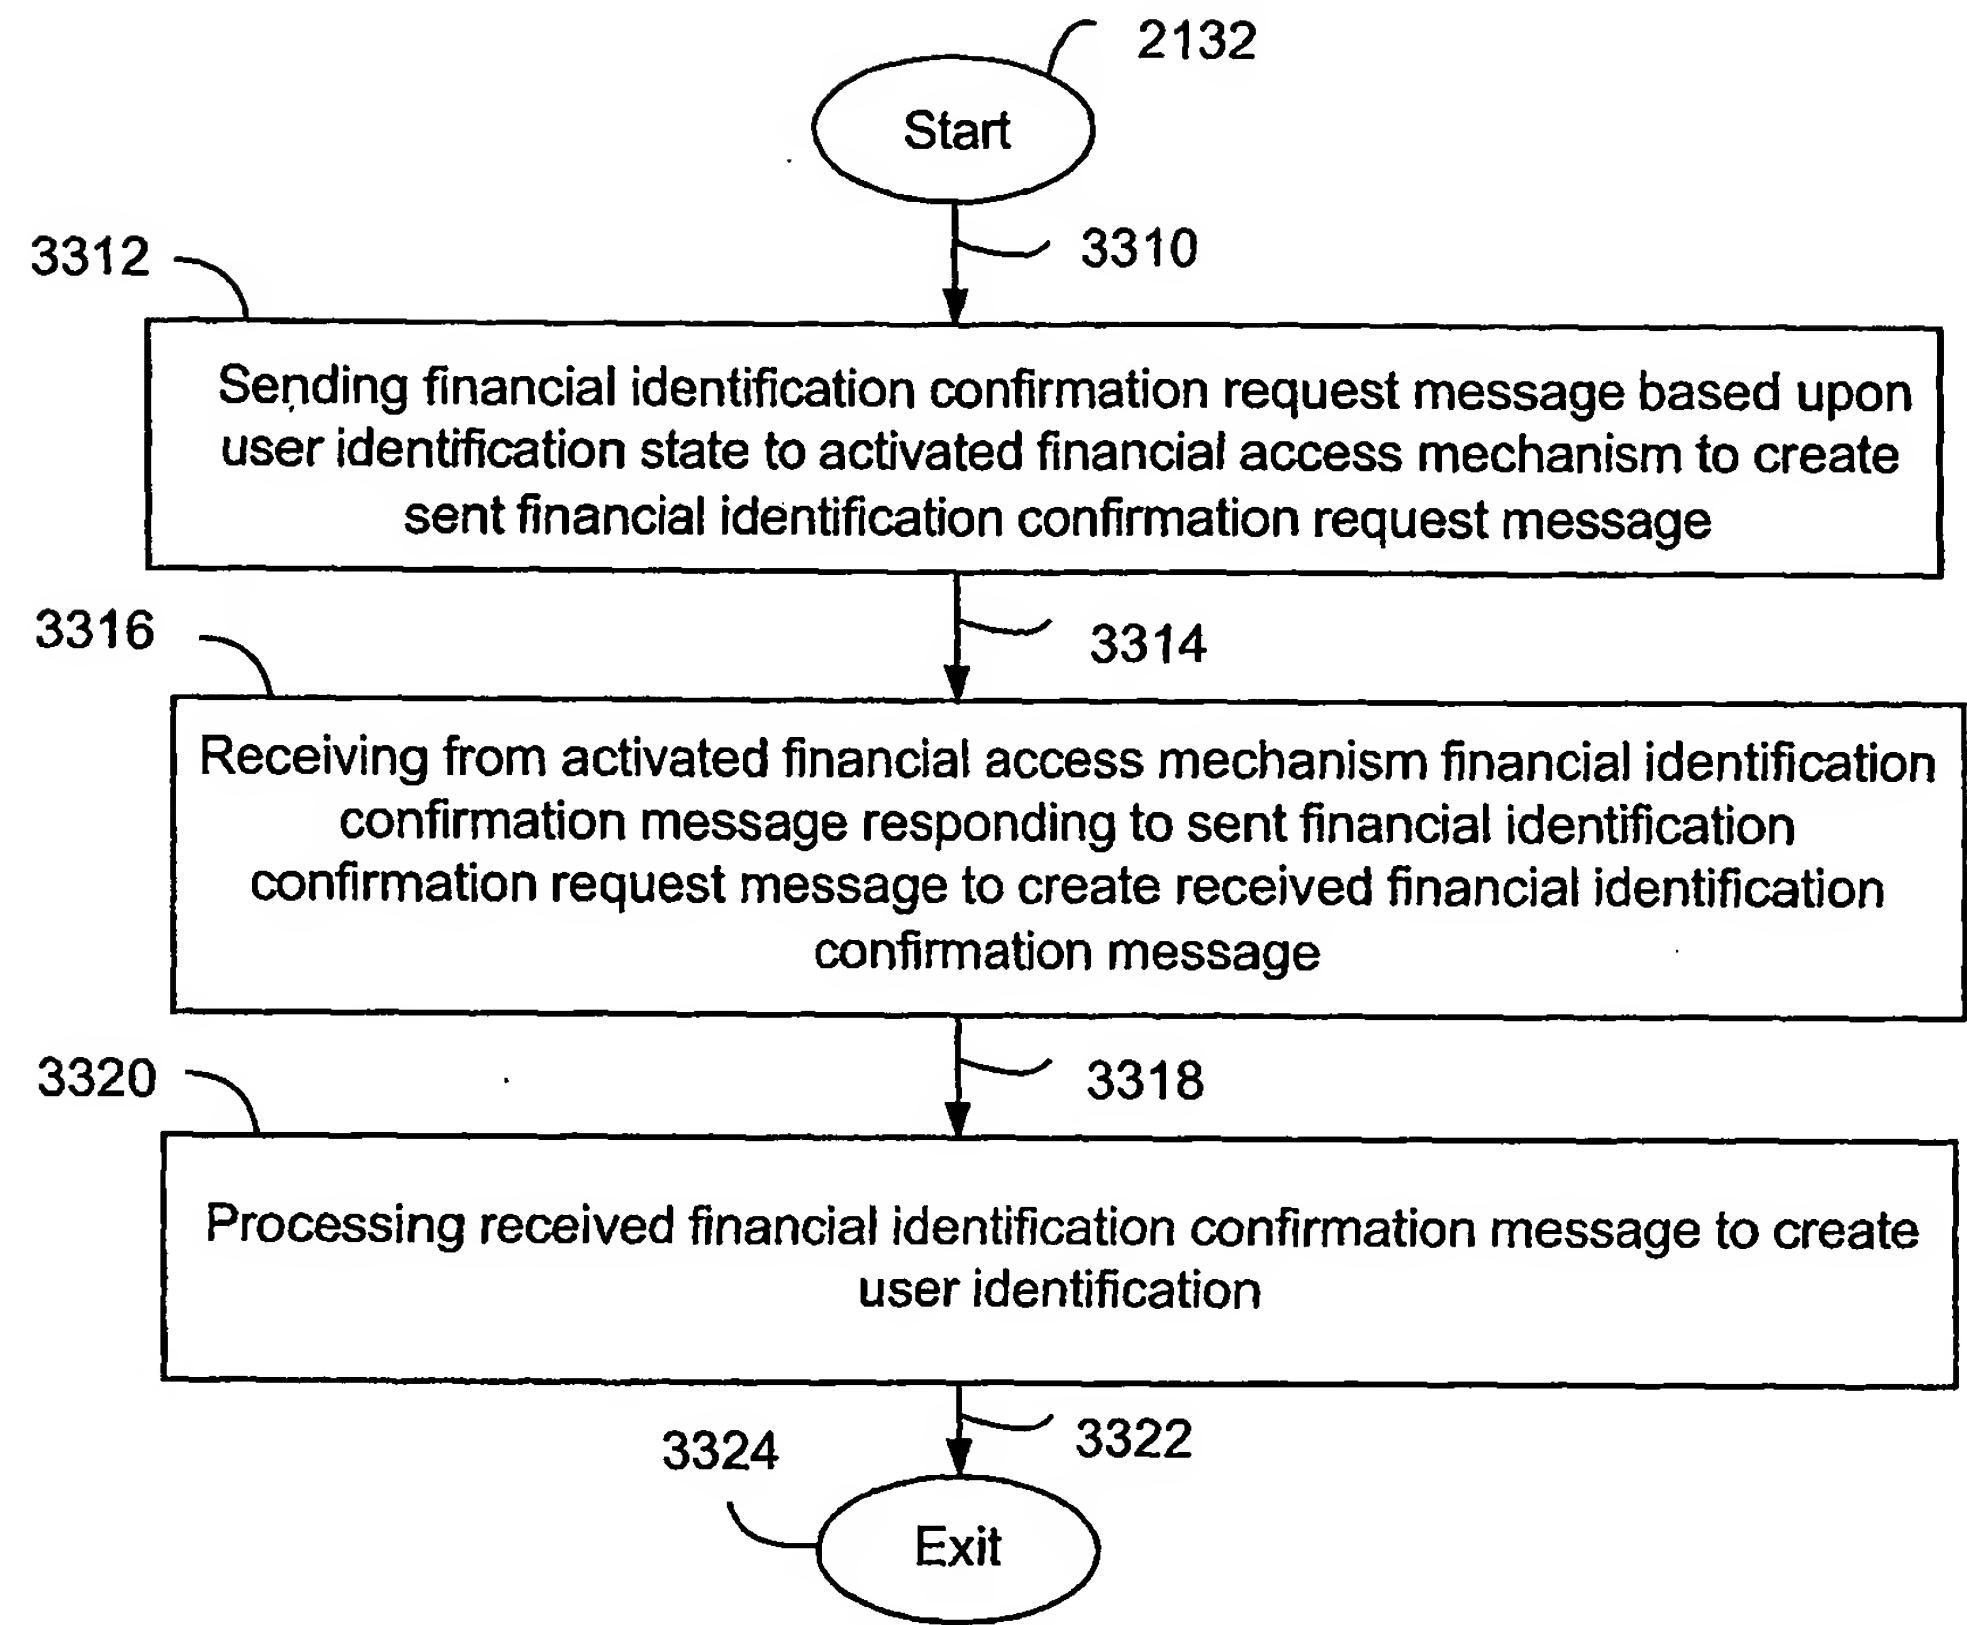 2132
Start
3310
3312
Sending financial identification confirmation request message based upon
user identification state to activated financial access mechanism to create
sent financial identification confirmation request message
3314
3316
Receiving from activated financial access mechanism financial identification
confirmation message responding to sent financial identification
confirmation request message to create received financial identification
confirmation message
3318
3320
Processing received financial identification confirmation message to create
user identification
3322
3324
Exit